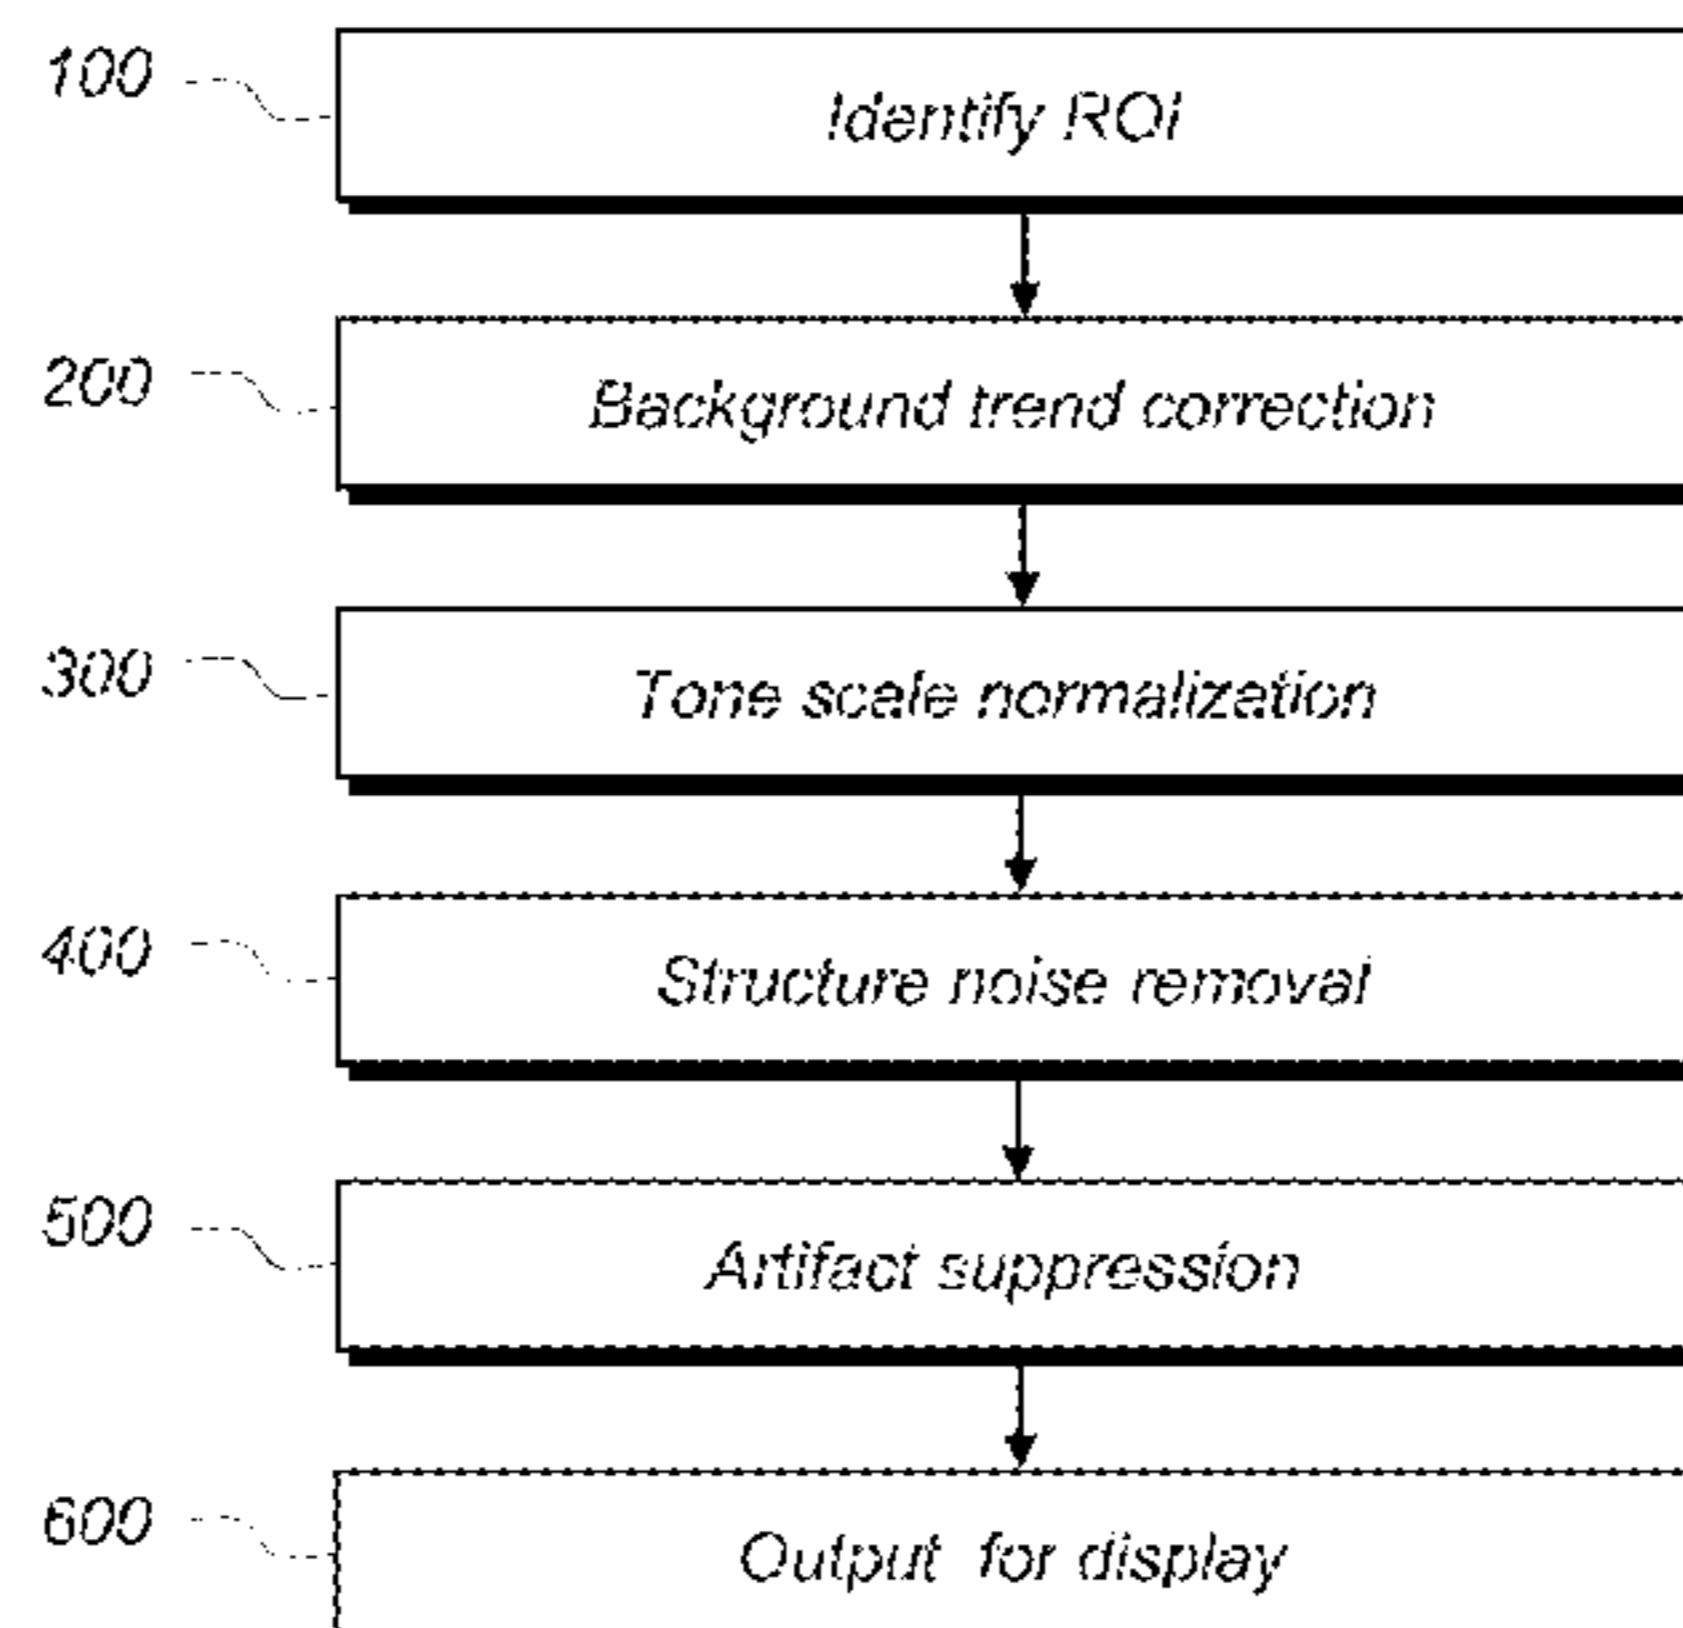 100
Identify ROI
200
Background trend correction
300
Tone scale normalization
400
Structure noise removal
500
Artifact suppression
600
Output for display